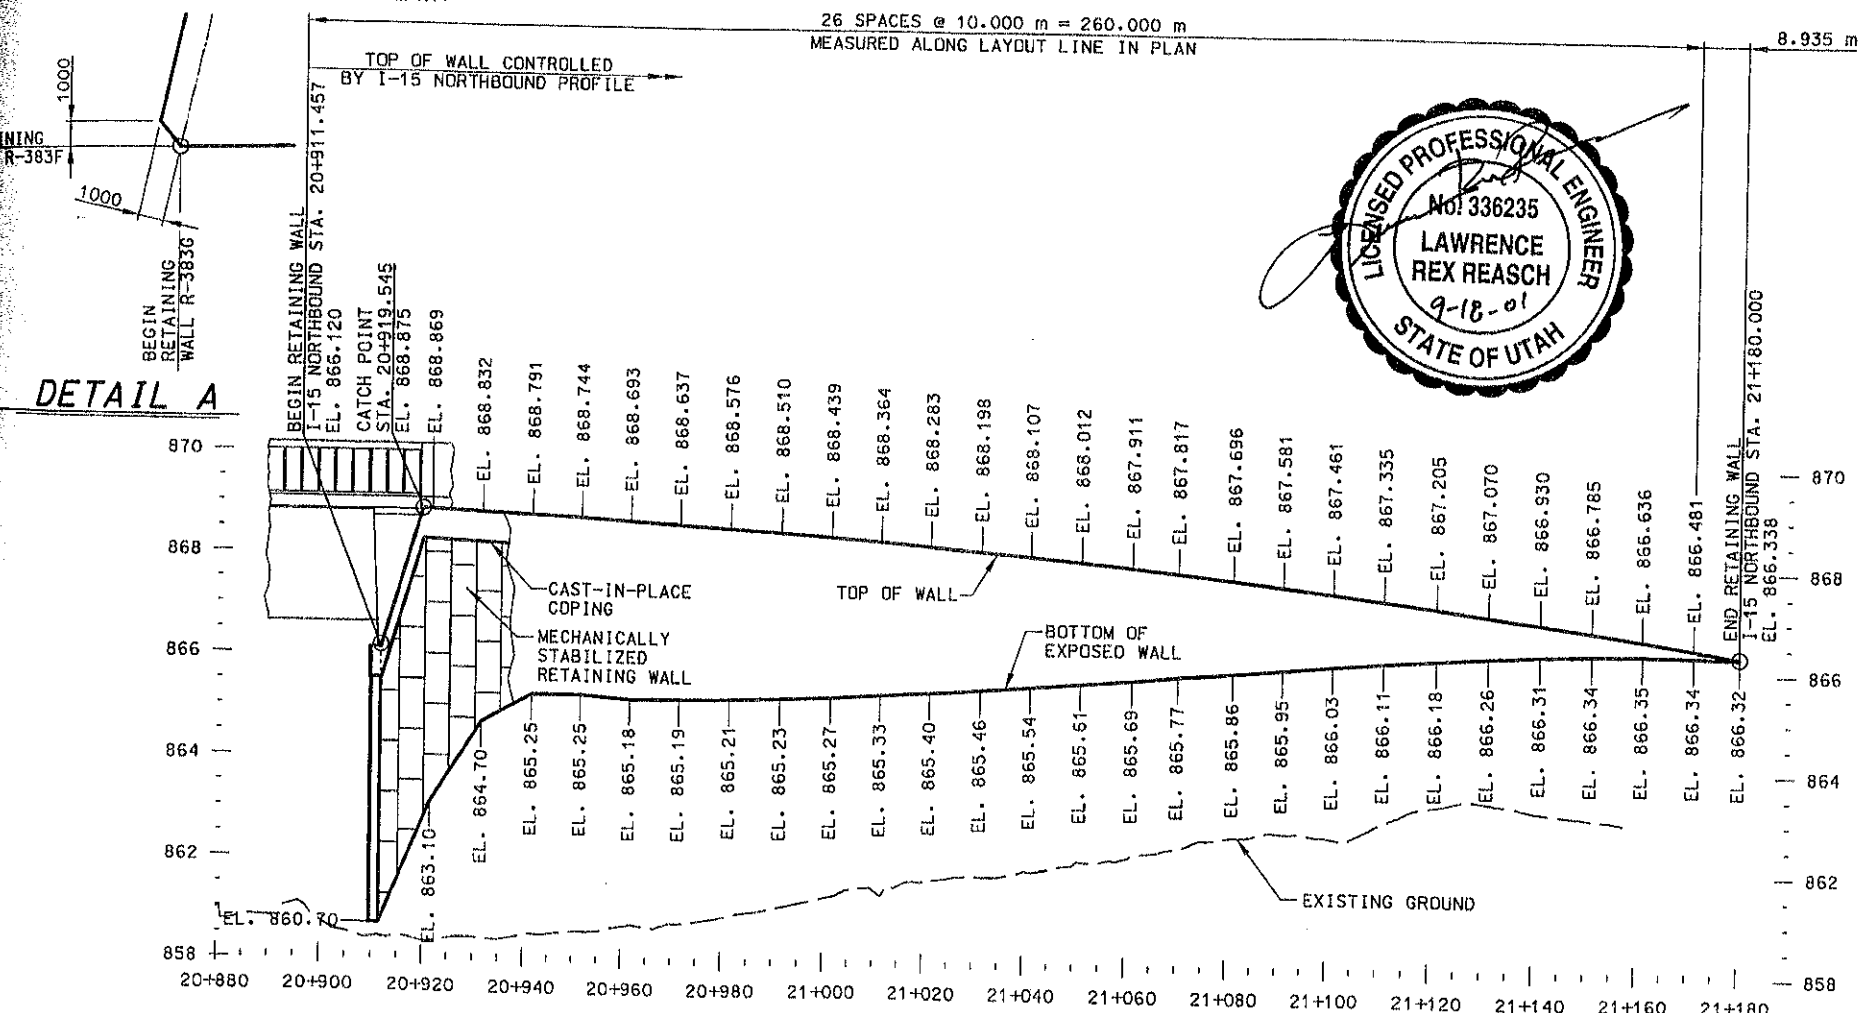 26 SPACES @ 10.000 m = 260.000 m
MEASURED ALONG LAYOUT LINE IN PLAN
8.935 m
TOP OF WALL CONTROLLED
BY I-15 NORTHBOUND PROFILE
1000
NING
R-383F
1000
BEGIN
RETAINING
WALL R-383G
DETAIL A
BEGIN RETAINING WALL
I-15 NORTHBOUND STA. 20+911.457
EL. 866.120
CATCH POINT
STA. 20+919.545
EL. 868.875
EL. 868.869
EL. 868.832
EL. 868.791
EL. 868.744
EL. 868.693
EL. 868.637
EL. 868.576
EL. 868.510
EL. 868.439
EL. 868.364
EL. 868.283
EL. 868.198
EL. 868.107
EL. 868.012
EL. 867.911
EL. 867.817
EL. 867.696
EL. 867.581
EL. 867.461
EL. 867.335
EL. 867.205
EL. 867.070
EL. 866.930
EL. 866.785
EL. 866.636
EL. 866.481
END RETAINING WALL
I-15 NORTHBOUND STA. 21+180.000
EL. 866.338
LICENSED PROFESSIONAL ENGINEER
No. 336235
LAWRENCE
REX REASCH
9-18-01
STATE OF UTAH
870
868
866
864
862
858
870
868
866
864
862
858
CAST-IN-PLACE
COPING
MECHANICALLY
STABILIZED
RETAINING WALL
TOP OF WALL
BOTTOM OF
EXPOSED WALL
EL. 860.70
EL. 863.10
EL. 864.70
EL. 865.25
EL. 865.25
EL. 865.18
EL. 865.19
EL. 865.21
EL. 865.23
EL. 865.27
EL. 865.33
EL. 865.40
EL. 865.46
EL. 865.54
EL. 865.61
EL. 865.69
EL. 865.77
EL. 865.86
EL. 865.95
EL. 866.03
EL. 866.11
EL. 866.18
EL. 866.26
EL. 866.31
EL. 866.34
EL. 866.35
EL. 866.34
EL. 866.32
EXISTING GROUND
20+880
20+900
20+920
20+940
20+960
20+980
21+000
21+020
21+040
21+060
21+080
21+100
21+120
21+140
21+160
21+180